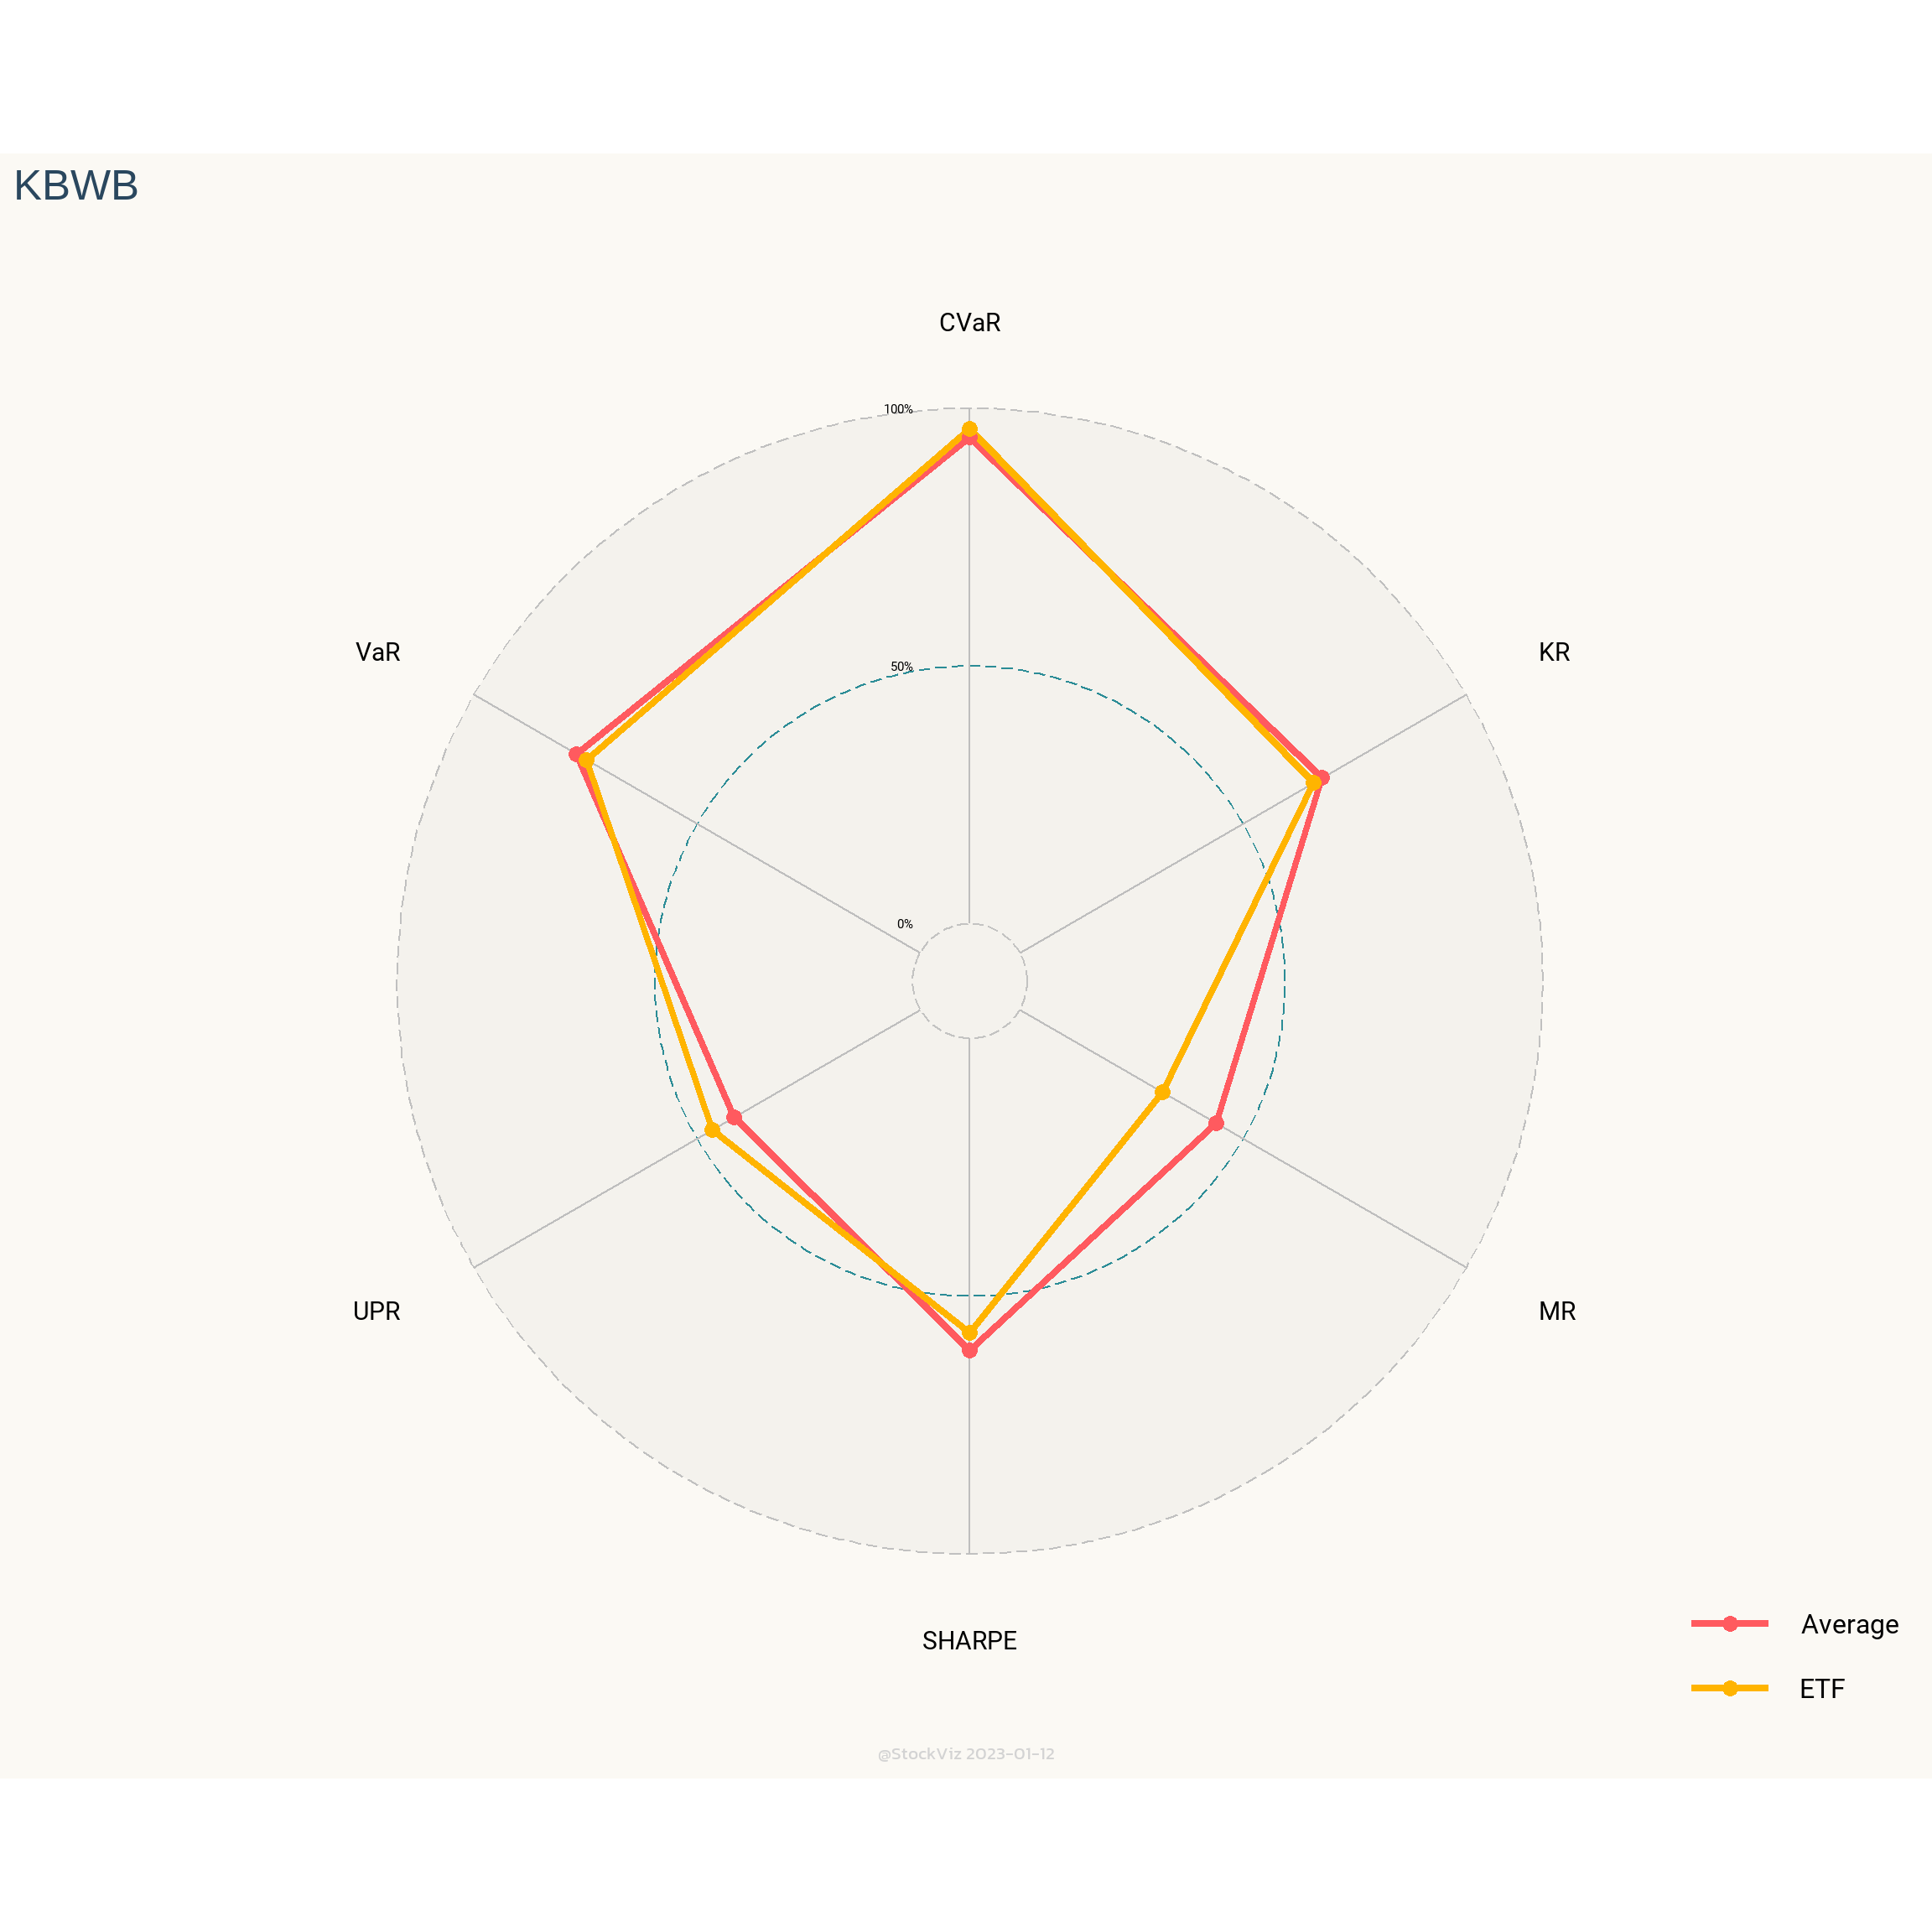 KBWB
CVaR
100%
VaR
KR
50%
0%
UPR
MR
SHARPE
Average
ETF
@StockViz 2023-01-12